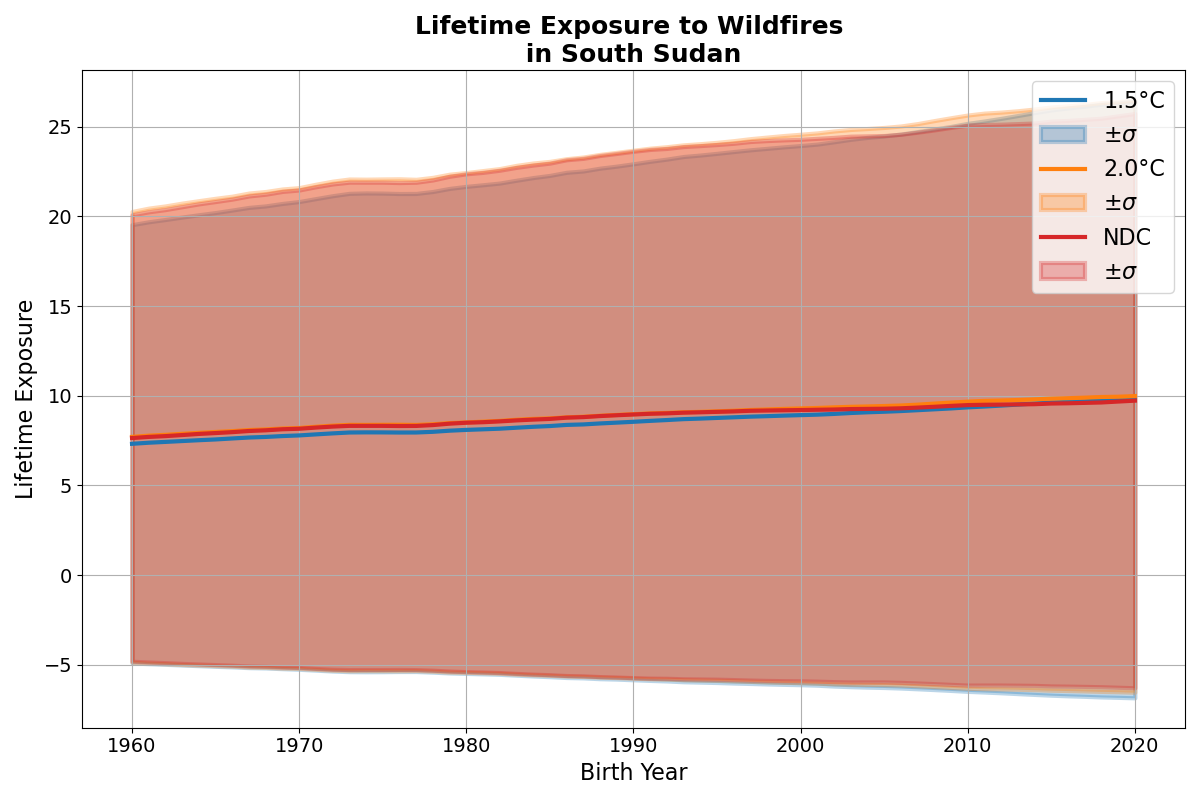 Lifetime Exposure to Wildfires
in South Sudan
Lifetime Exposure
25
20
15
10
5
0
−5
1.5°C
±σ
2.0°C
±σ
NDC
±σ
1960 1970 1980 1990 2000 2010 2020
Birth Year